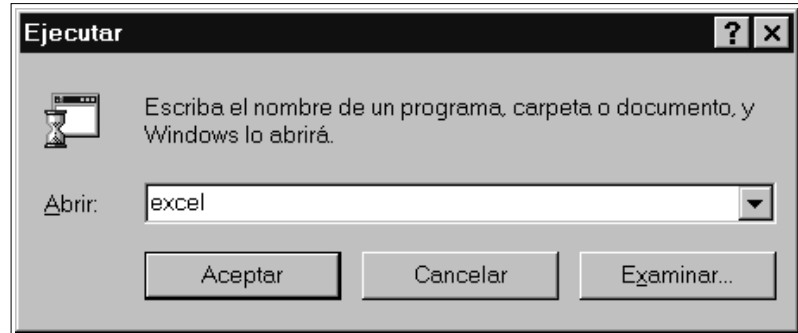 Ejecutar
Escriba el nombre de un programa, carpeta o documento, y
Windows lo abrirá.
Abrir: excel
Aceptar Cancelar Examinar...